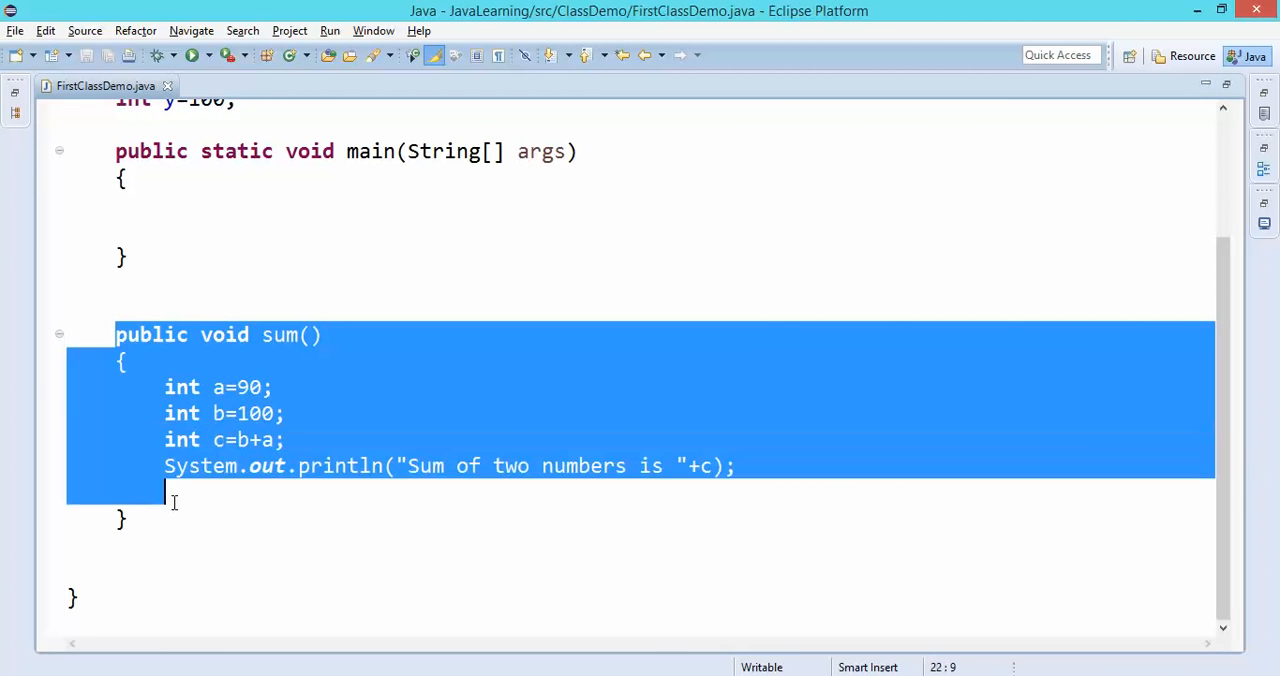 Java - JavaLearning/src/ClassDemo/FirstClassDemo.java - Eclipse Platform
File Edit Source Refactor Navigate Search Project Run Window Help
Quick Access Resource Java
FirstClassDemo.java
int y=100;
public static void main(String[] args)
{
}
public void sum()
{
int a=90;
int b=100;
int c=b+a;
System.out.println("Sum of two numbers is "+c);
}
}
Writable Smart Insert 22 : 9